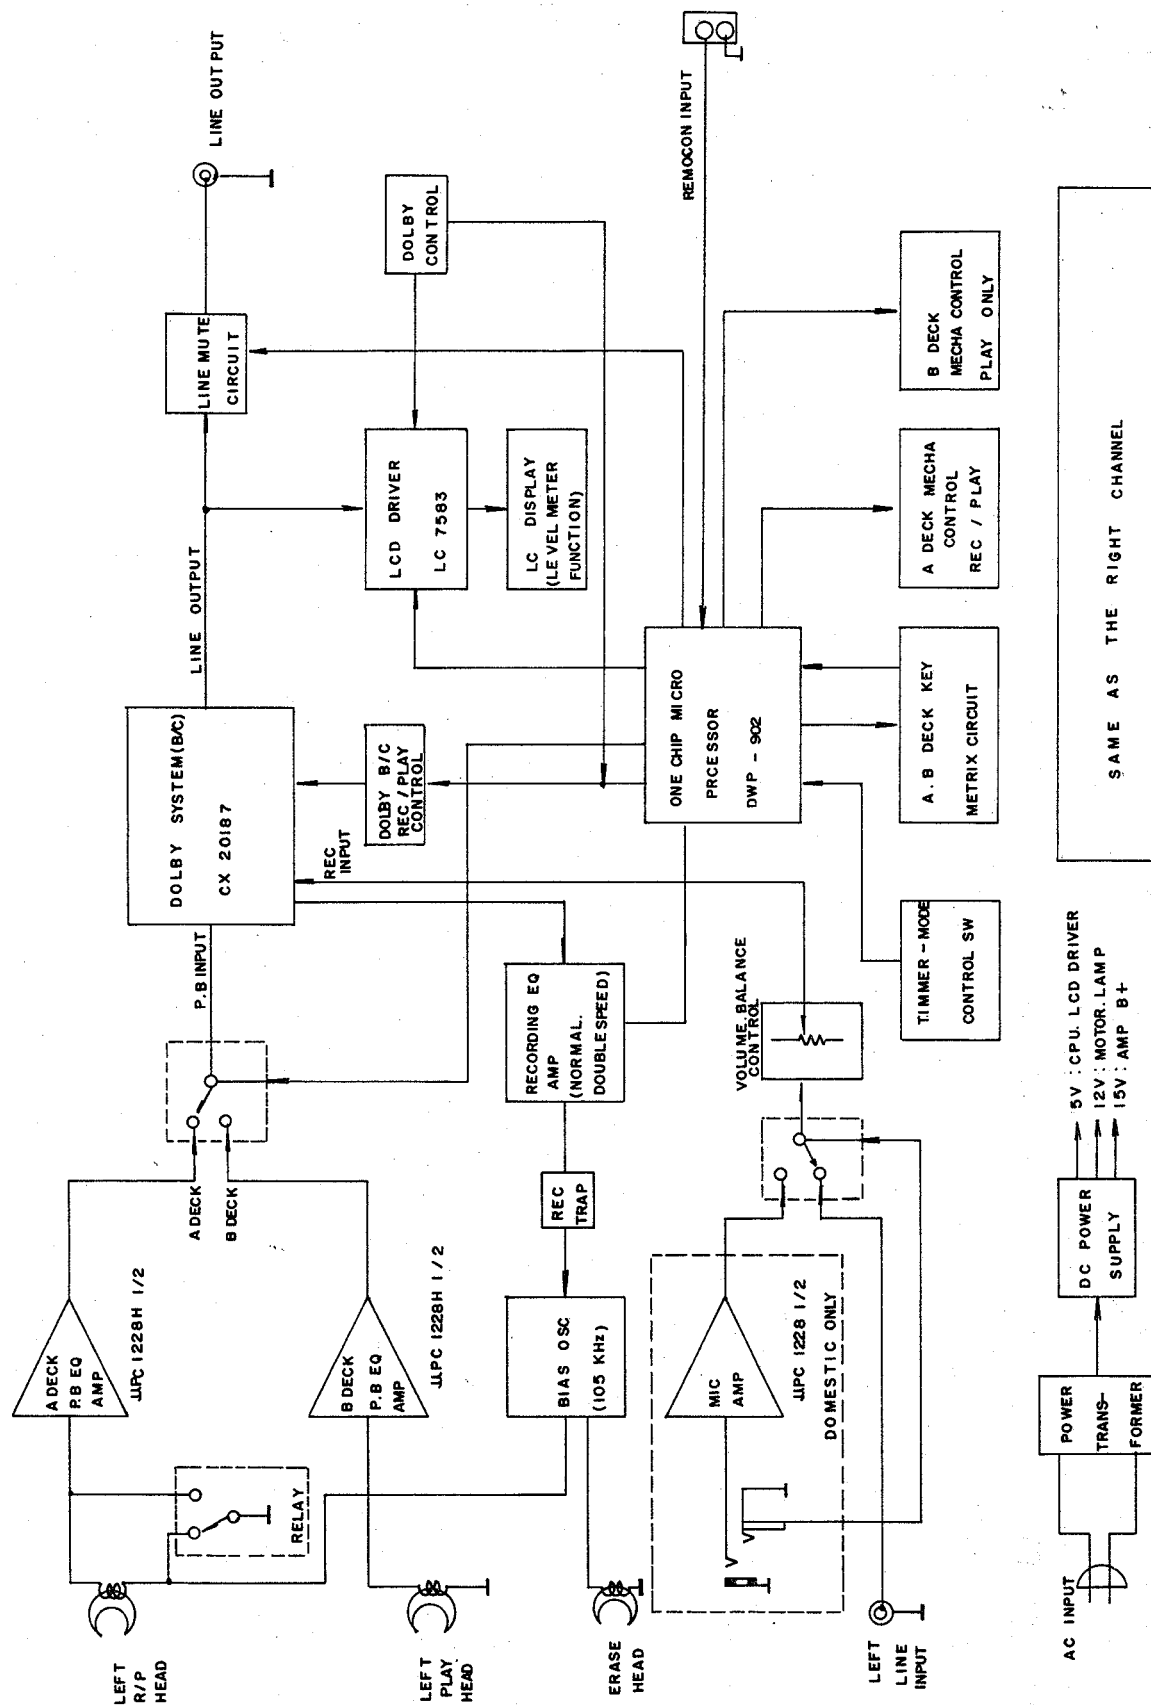 LEFT
R/P
HEAD
RELAY
A DECK
P.B EQ
AMP
µPC 1228H 1/2
A DECK
B DECK
P.B INPUT
DOLBY SYSTEM (B/C)
CX 20187
LINE OUTPUT
LINE MUTE
CIRCUIT
LINE OUTPUT
LEFT
PLAY
HEAD
B DECK
P.B EQ
AMP
µPC 1228H 1/2
REC
INPUT
DOLBY B/C
REC / PLAY
CONTROL
LCD DRIVER
LC 7583
DOLBY
CONTROL
LC DISPLAY
(LEVEL METER
FUNCTION)
ERASE
HEAD
BIAS OSC
(105 KHz)
REC
TRAP
RECORDING EQ
AMP
(NORMAL.
DOUBLE SPEED)
MIC
AMP
µPC 1228 1/2
DOMESTIC ONLY
VOLUME. BALANCE
CONTROL
ONE CHIP MICRO
PRCESSOR
DWP - 902
REMOCON INPUT
LEFT
LINE
INPUT
TIMMER-MODE
CONTROL SW
A. B DECK KEY
METRIX CIRCUIT
A DECK MECHA
CONTROL
REC / PLAY
B DECK
MECHA CONTROL
PLAY ONLY
AC INPUT
POWER
TRANS-
FORMER
DC POWER
SUPPLY
5V : CPU. LCD DRIVER
12V : MOTOR. LAMP
15V : AMP B+
SAME AS THE RIGHT CHANNEL